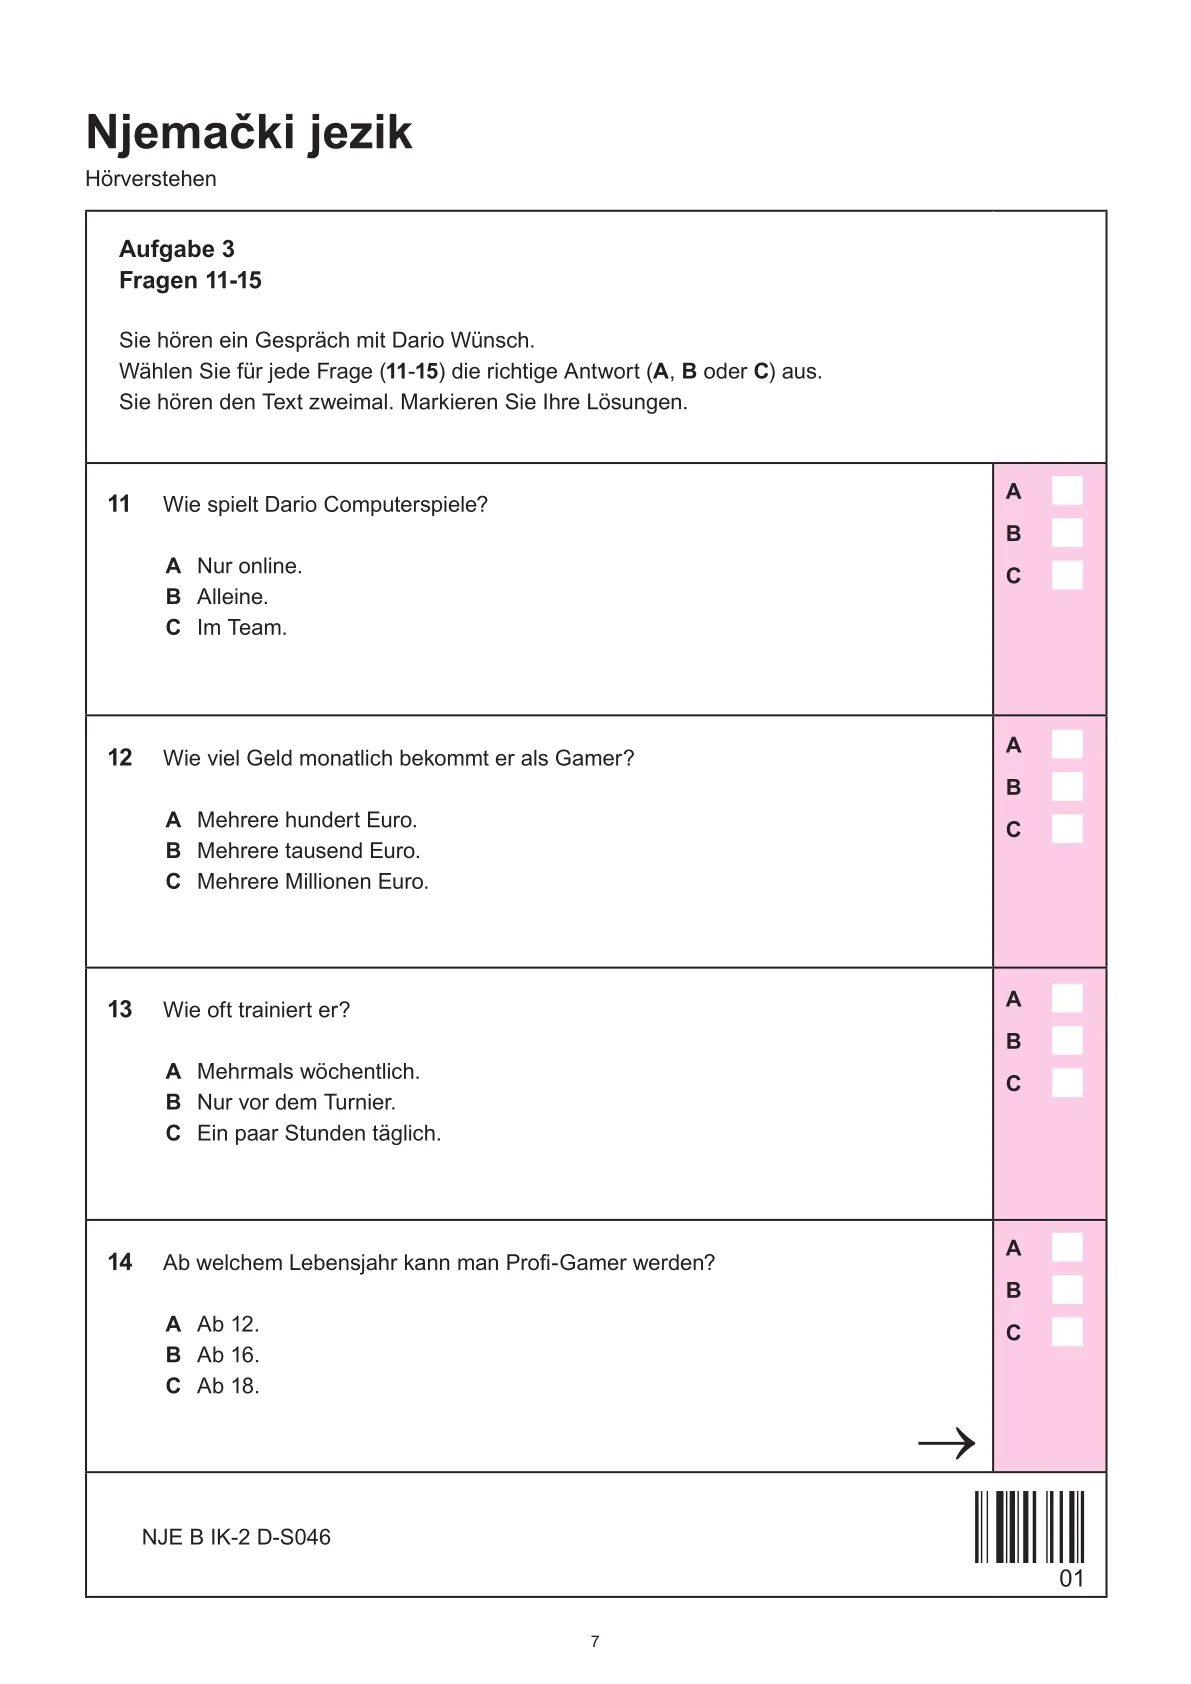 Njemački jezik
Hörverstehen
Aufgabe 3
Fragen 11-15
Sie hören ein Gespräch mit Dario Wünsch.
Wählen Sie für jede Frage (11-15) die richtige Antwort (A, B oder C) aus.
Sie hören den Text zweimal. Markieren Sie Ihre Lösungen.
11 Wie spielt Dario Computerspiele?
A Nur online.
B Alleine.
C Im Team.
A
B
C
12 Wie viel Geld monatlich bekommt er als Gamer?
A Mehrere hundert Euro.
B Mehrere tausend Euro.
C Mehrere Millionen Euro.
A
B
C
13 Wie oft trainiert er?
A Mehrmals wöchentlich.
B Nur vor dem Turnier.
C Ein paar Stunden täglich.
A
B
C
14 Ab welchem Lebensjahr kann man Profi-Gamer werden?
A Ab 12.
B Ab 16.
C Ab 18.
A
B
C
→
NJE B IK-2 D-S046
01
7